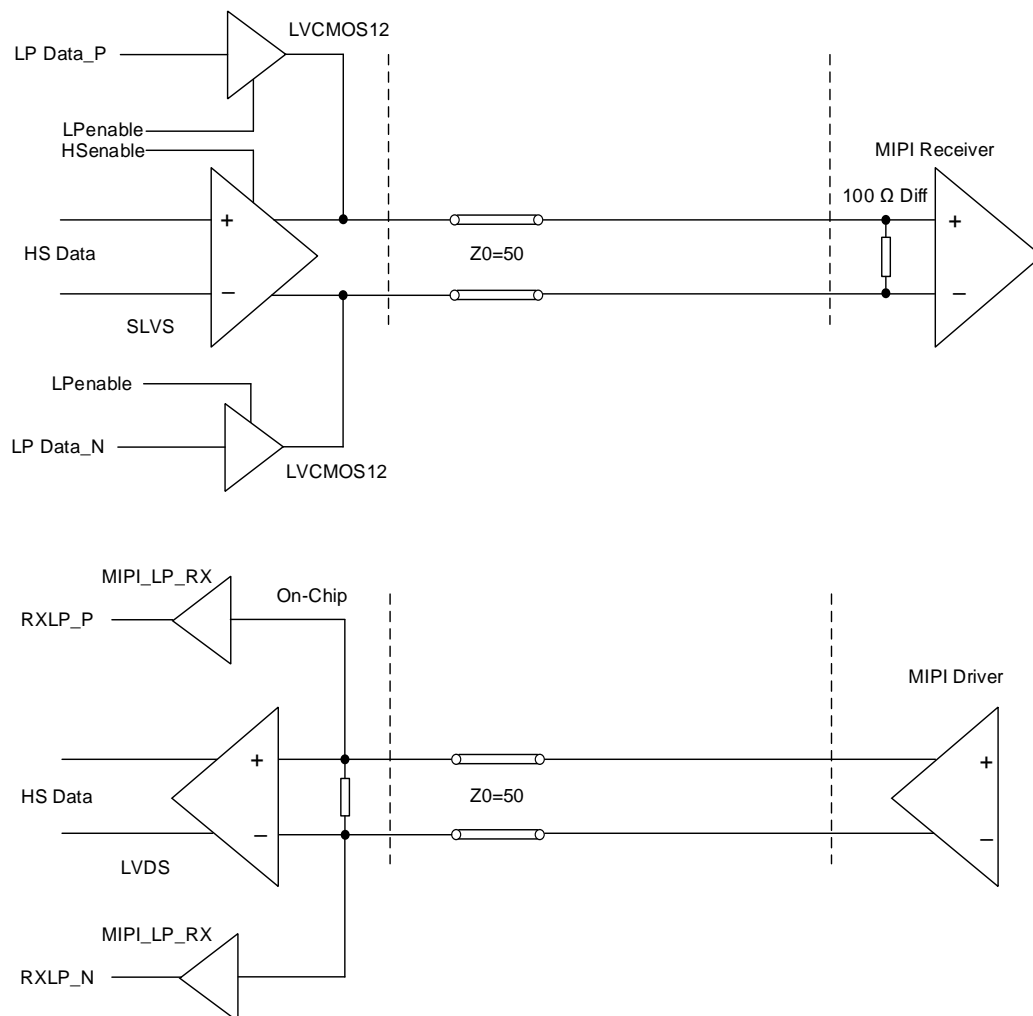 LVCMOS12
LP Data_P
LPenable
HSenable
MIPI Receiver
100 Ω Diff
+
+
HS Data
Z0=50
−
−
SLVS
LPenable
LP Data_N
LVCMOS12
MIPI_LP_RX
On-Chip
RXLP_P
MIPI Driver
+
+
HS Data
Z0=50
−
−
LVDS
MIPI_LP_RX
RXLP_N